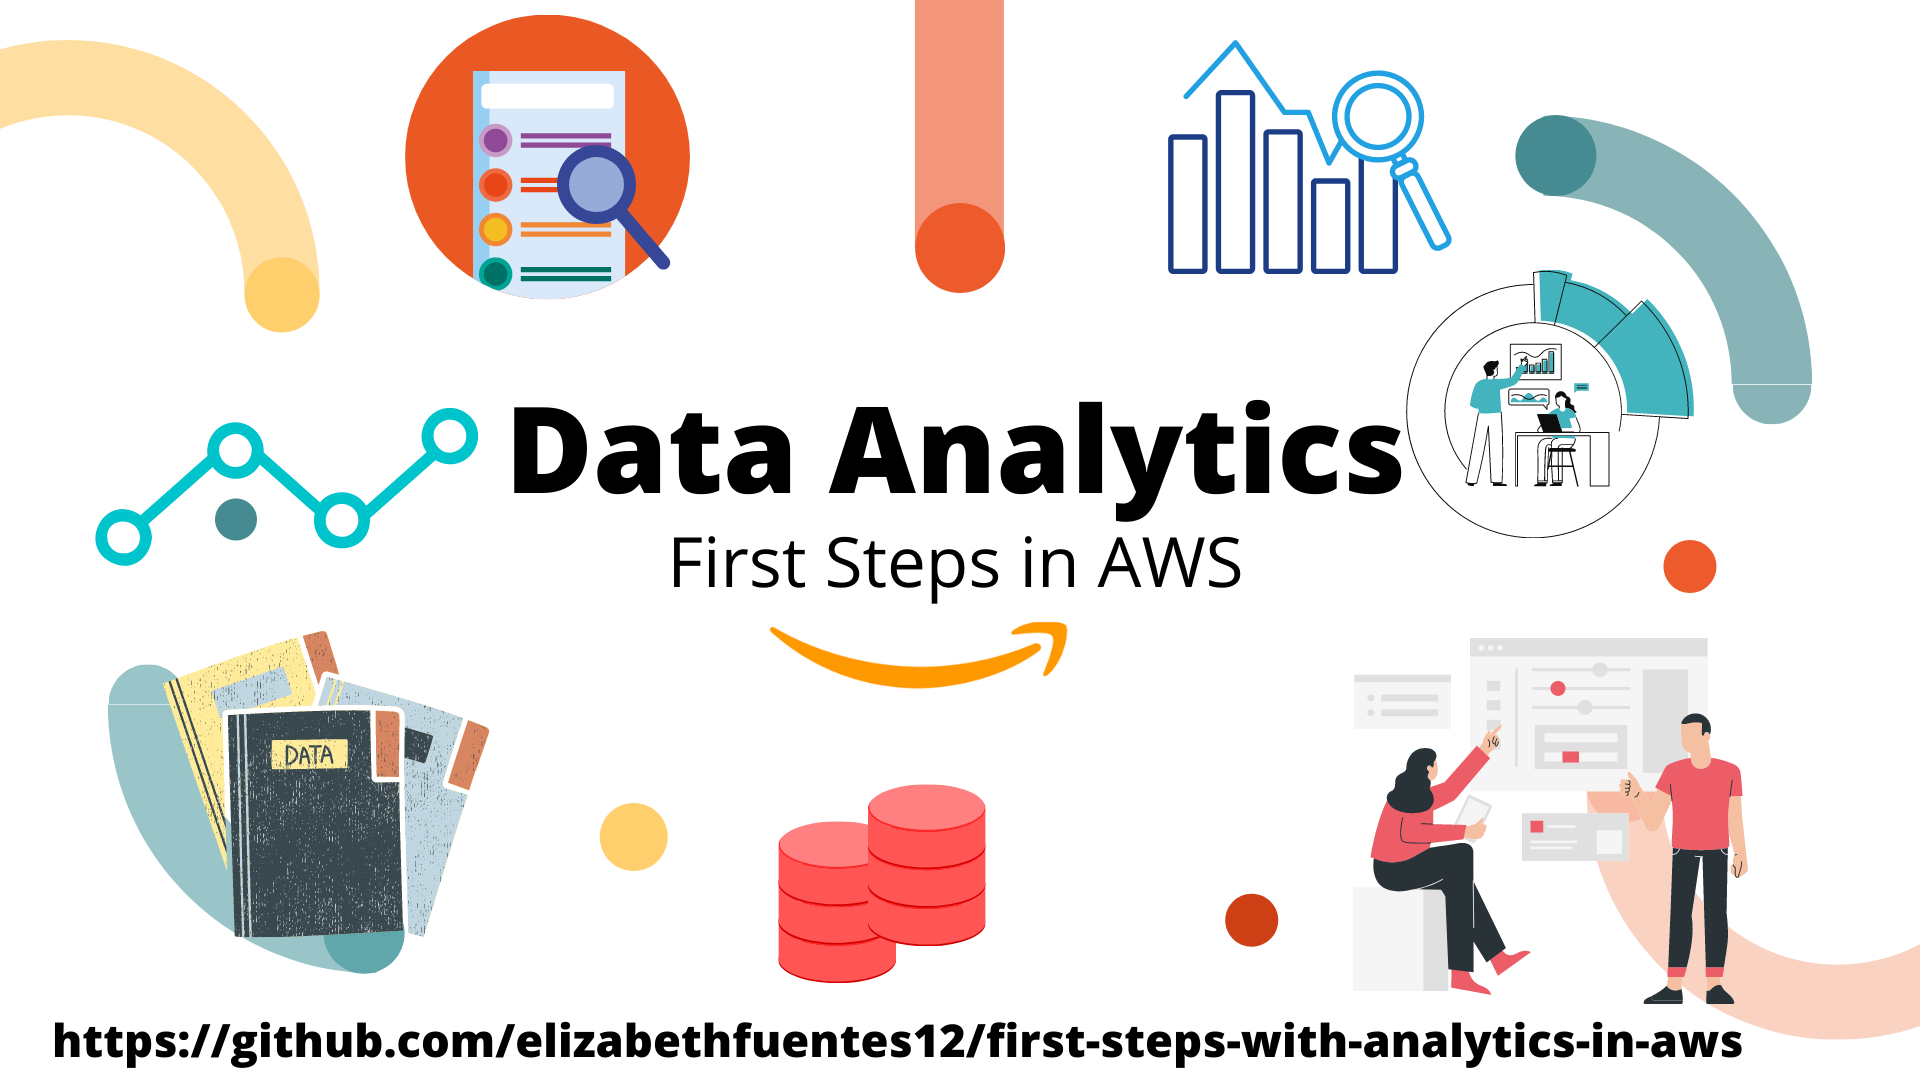 Data Analytics
First Steps in AWS
DATA
https://github.com/elizabethfuentes12/first-steps-with-analytics-in-aws